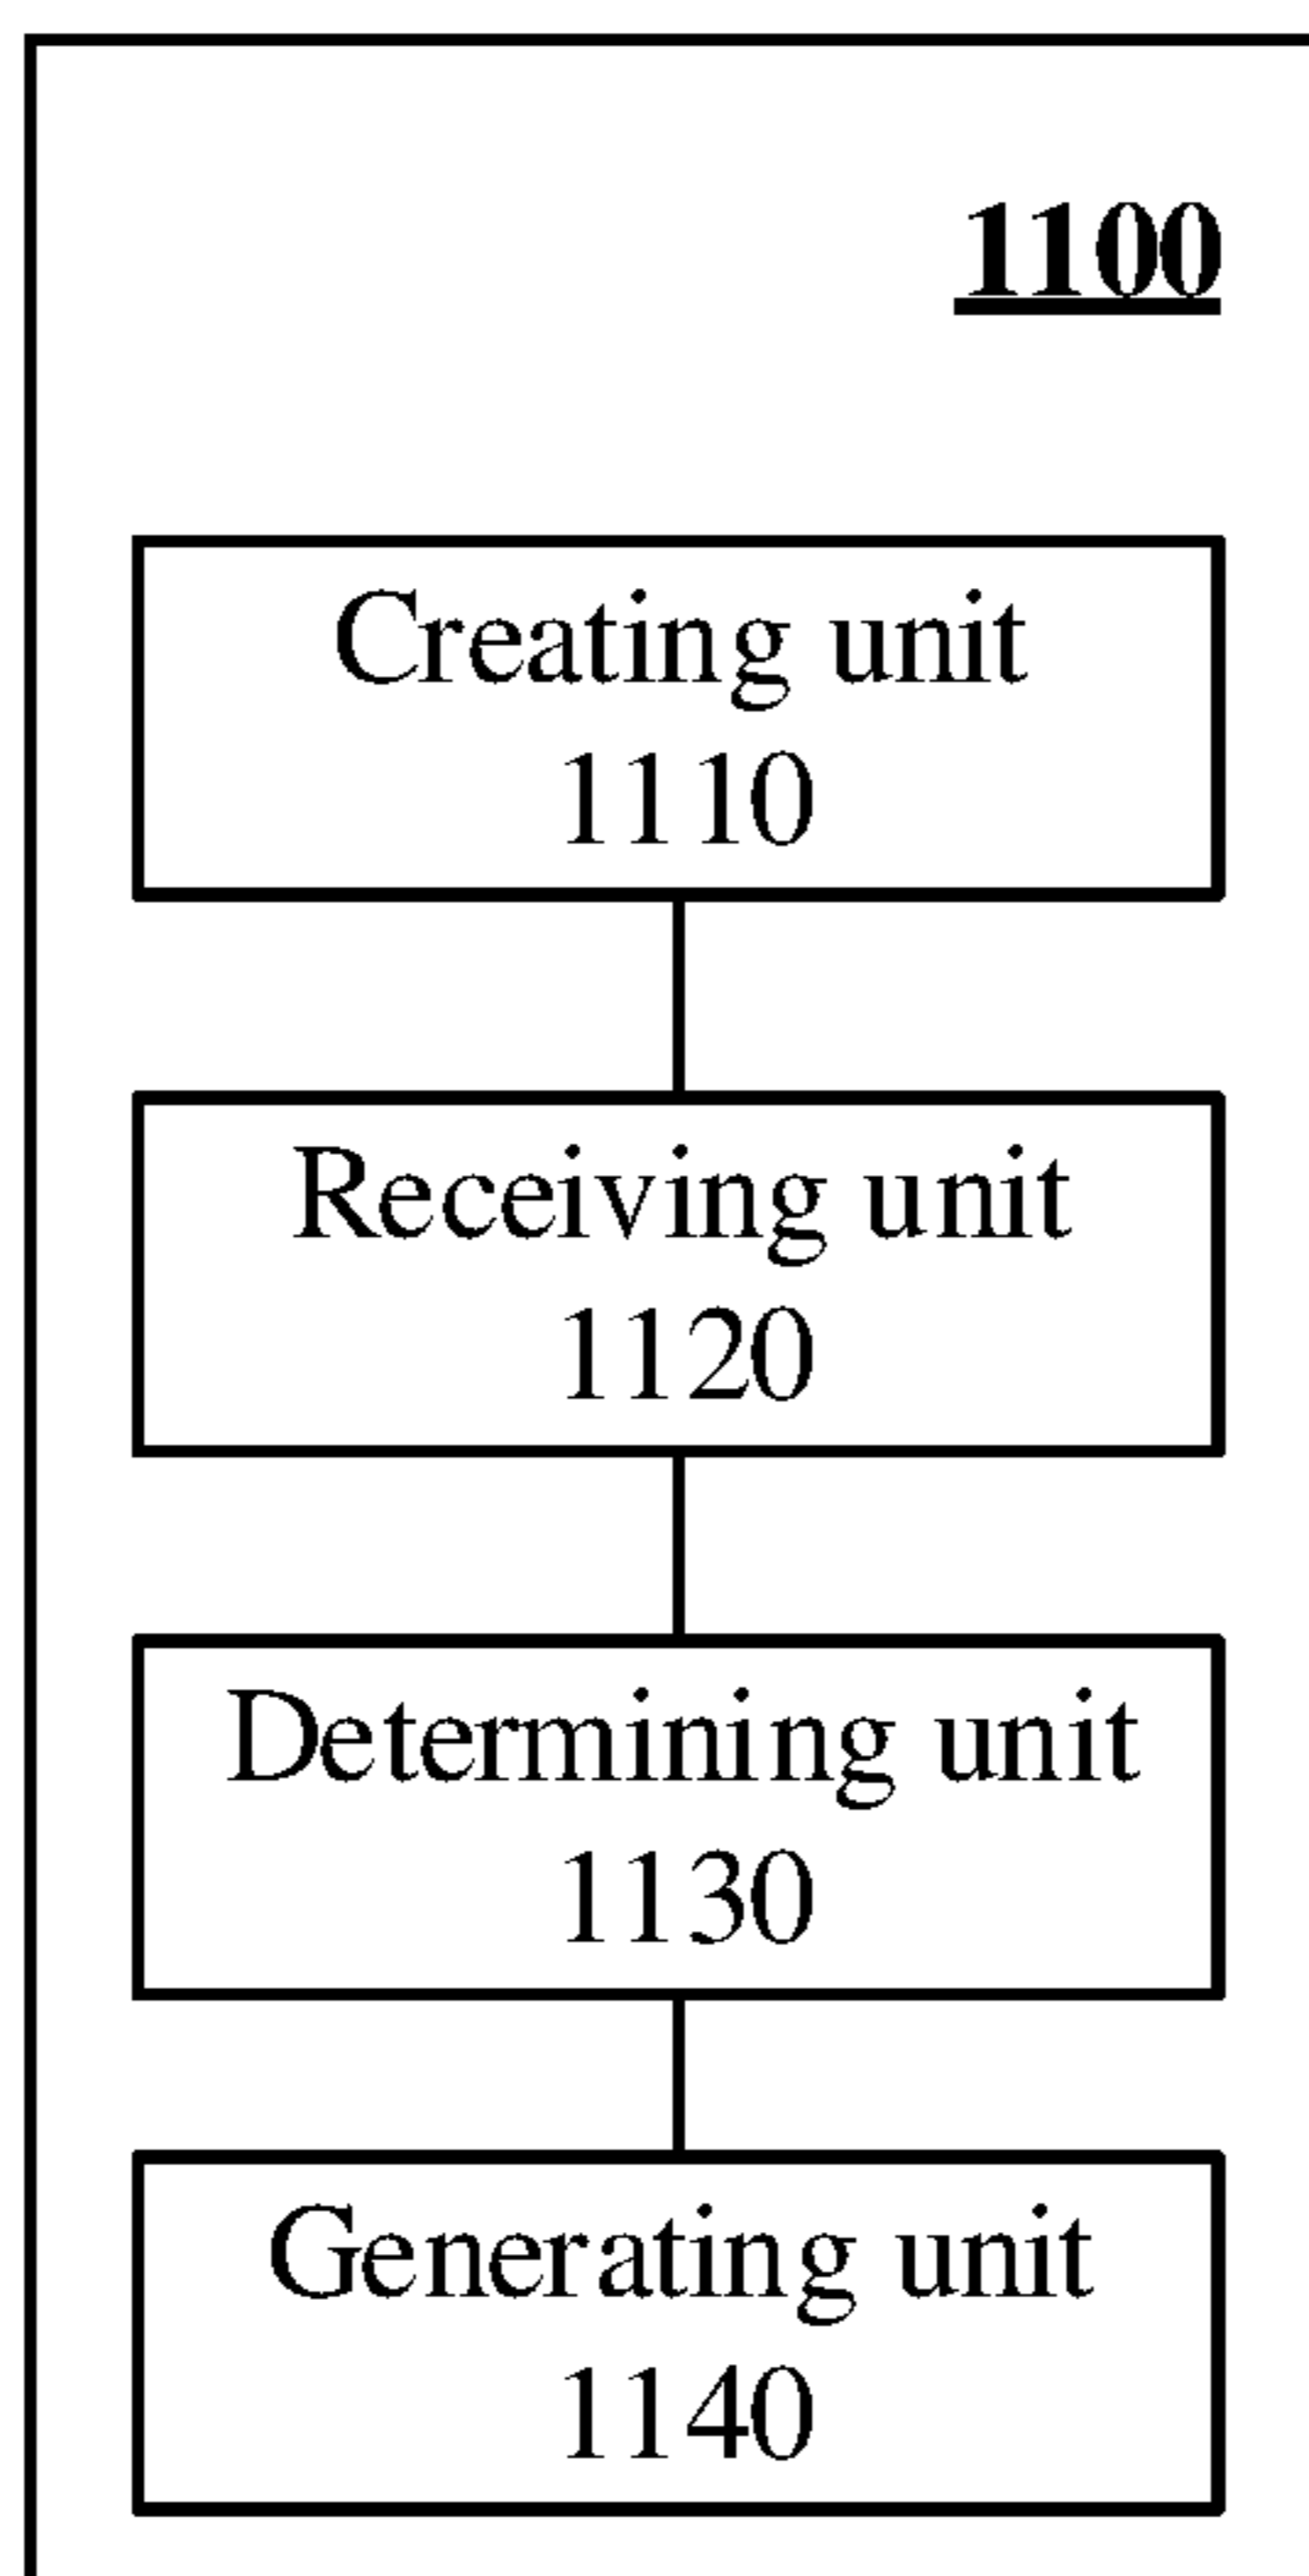 1100
Creating unit
1110
Receiving unit
1120
Determining unit
1130
Generating unit
1140